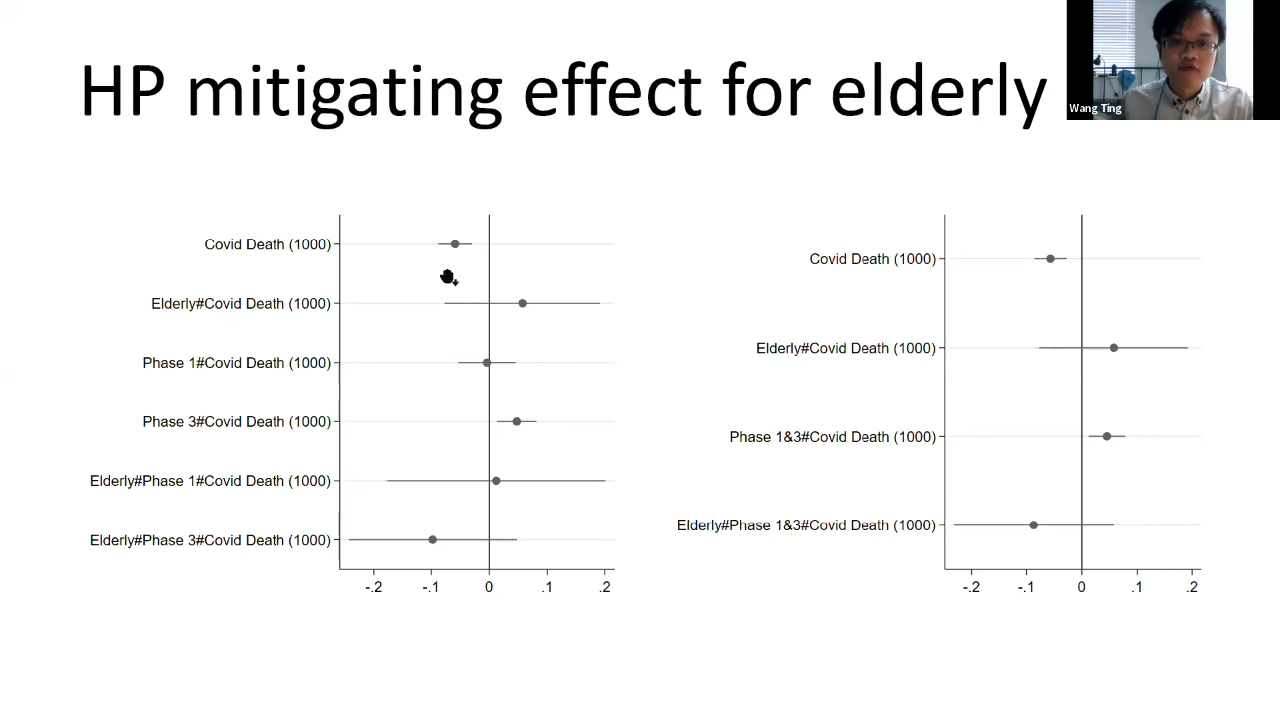 HP mitigating effect for elderly
Wang Ting
Covid Death (1000)
Elderly#Covid Death (1000)
Phase 1#Covid Death (1000)
Phase 3#Covid Death (1000)
Elderly#Phase 1#Covid Death (1000)
Elderly#Phase 3#Covid Death (1000)
-.2 -.1 0 .1 .2
Covid Death (1000)
Elderly#Covid Death (1000)
Phase 1&3#Covid Death (1000)
Elderly#Phase 1&3#Covid Death (1000)
-.2 -.1 0 .1 .2